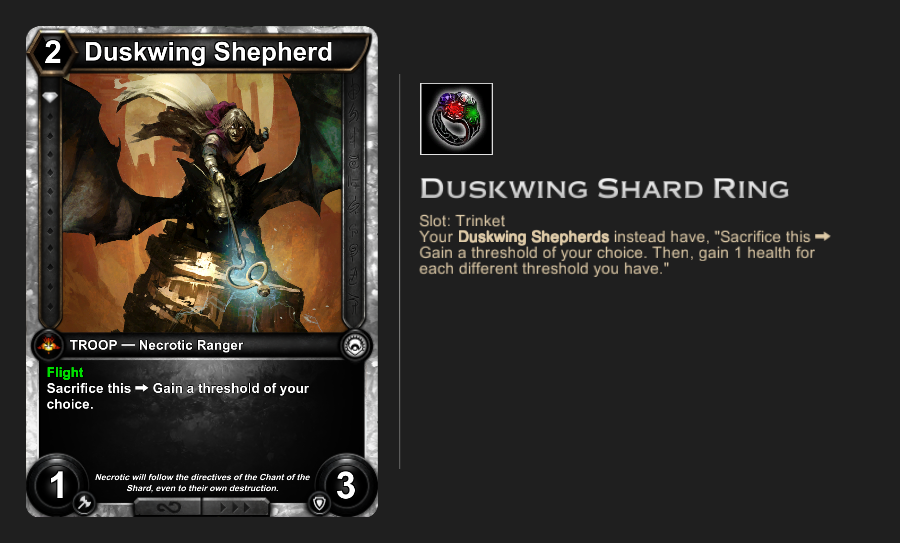 2 Duskwing Shepherd
TROOP — Necrotic Ranger
Flight
Sacrifice this ➡ Gain a threshold of your
choice.
Necrotic will follow the directives of the Chant of the
Shard, even to their own destruction.
1 3
Duskwing Shard Ring
Slot: Trinket
Your Duskwing Shepherds instead have, "Sacrifice this ➡
Gain a threshold of your choice. Then, gain 1 health for
each different threshold you have."